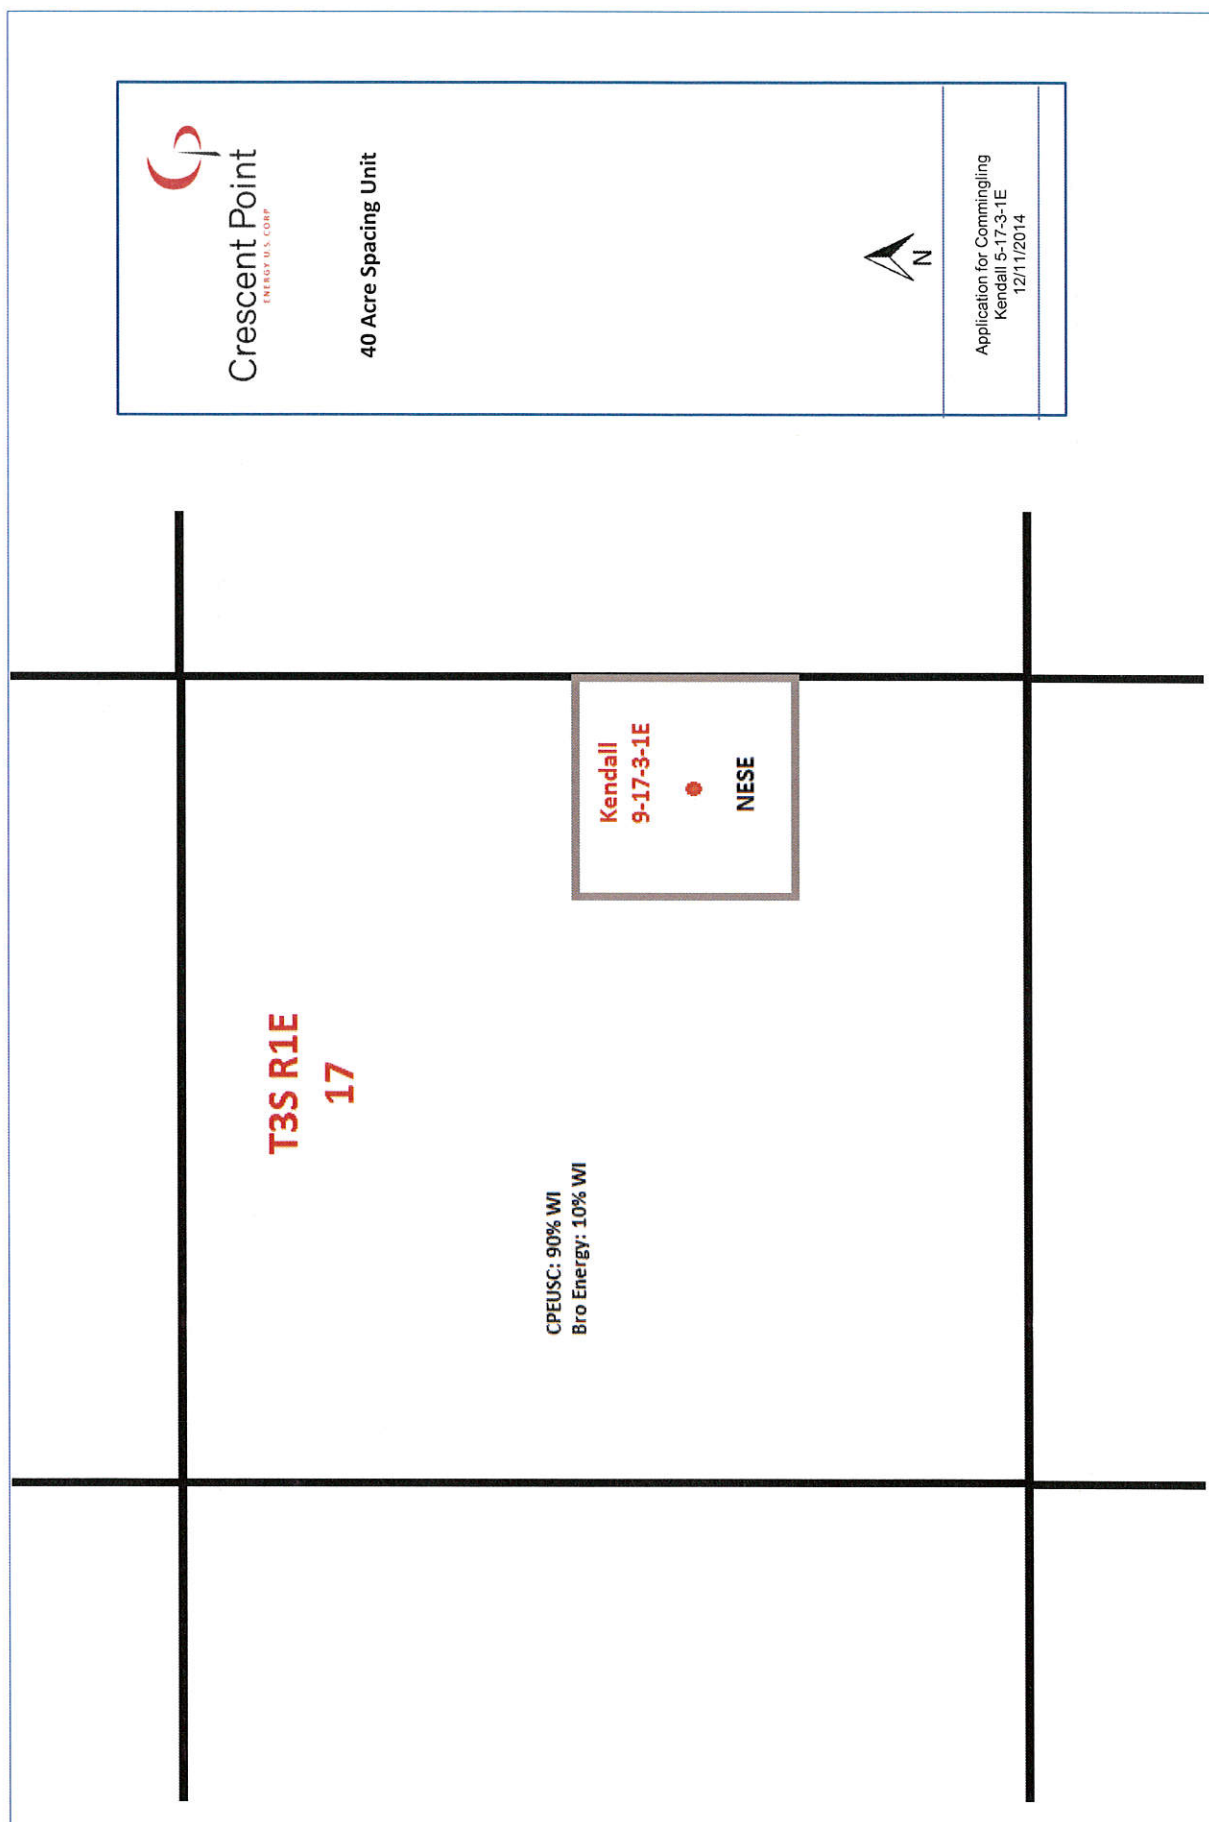 T3S R1E
17
CPEUSC: 90% WI
Bro Energy: 10% WI
Kendall
9-17-3-1E
NESE
Crescent Point
ENERGY U.S. CORP
40 Acre Spacing Unit
N
Application for Commingling
Kendall 5-17-3-1E
12/11/2014